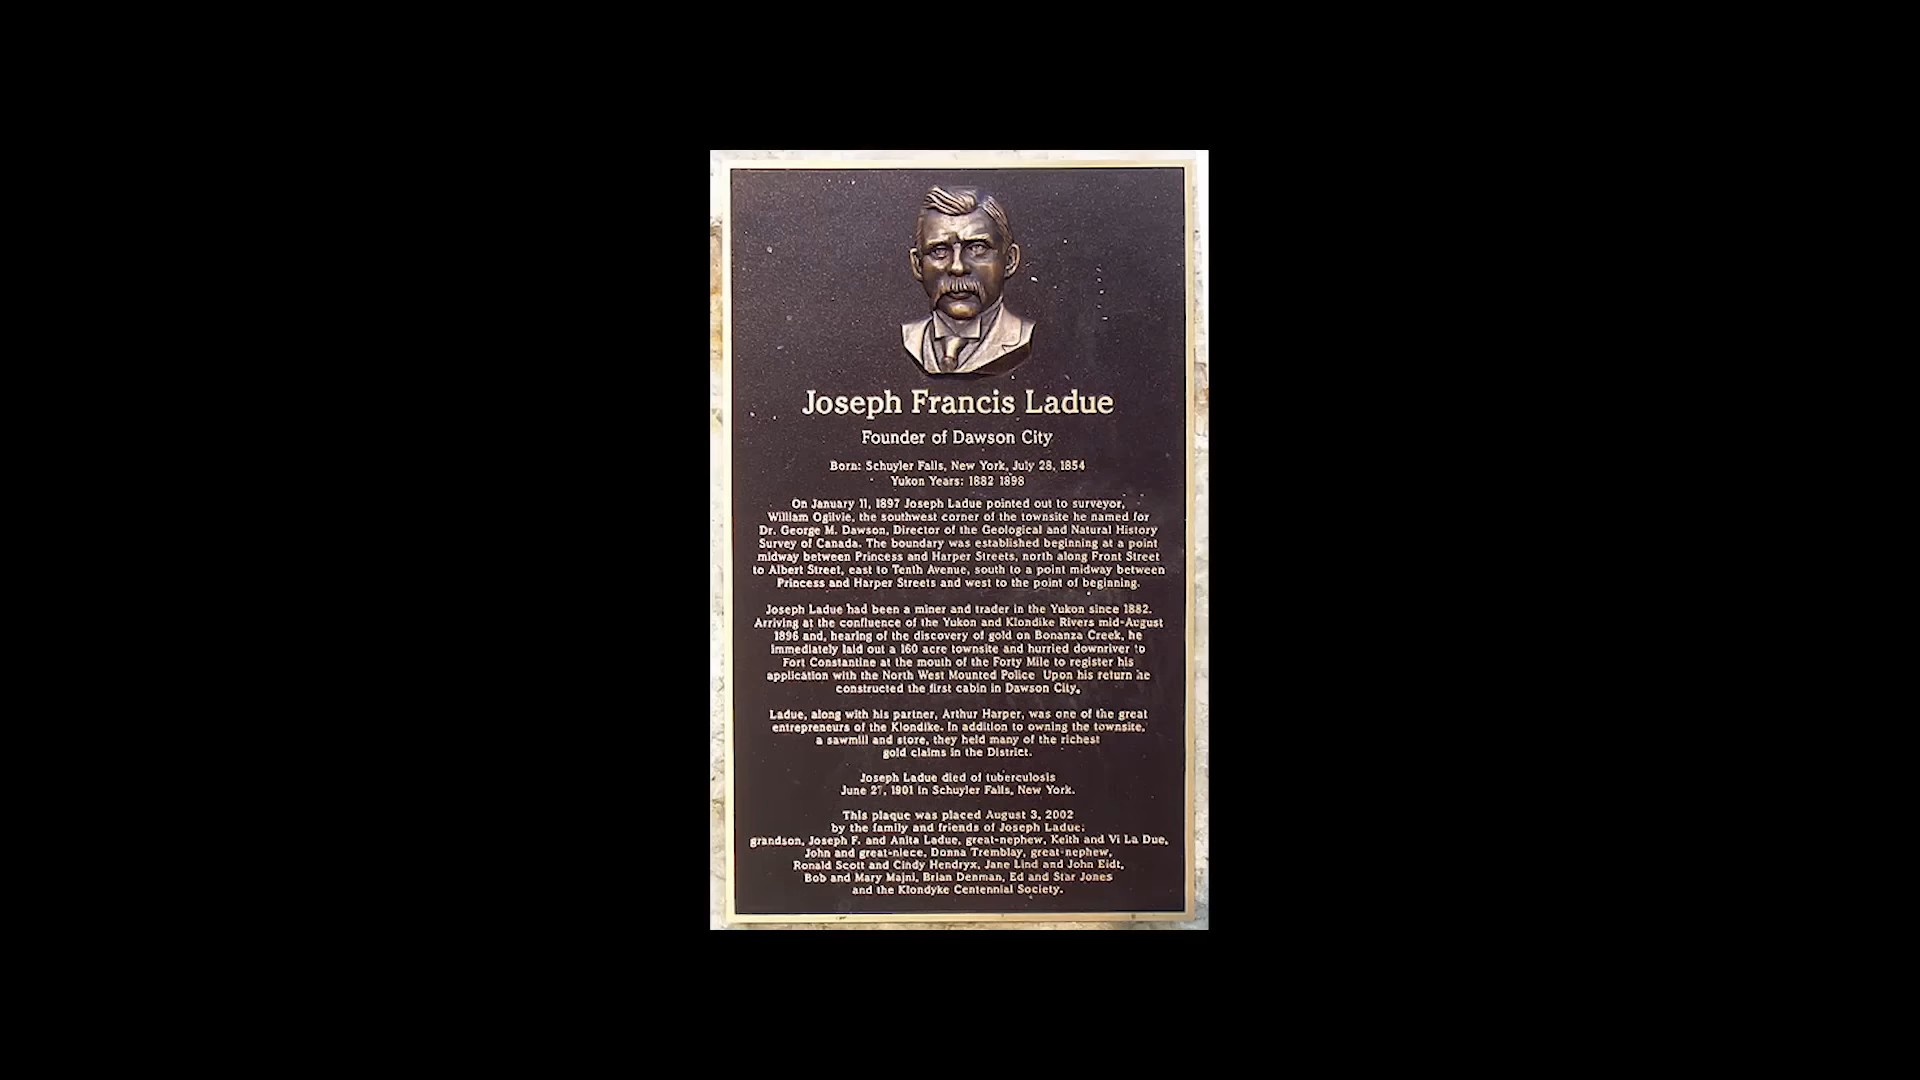 Joseph Francis Ladue
Founder of Dawson City
Born: Schuyler Falls, New York, July 28, 1854
Yukon Years: 1882 1898
On January 11, 1897 Joseph Ladue pointed out to surveyor,
William Ogilvie, the southwest corner of the townsite he named for
Dr. George M. Dawson, Director of the Geological and Natural History
Survey of Canada. The boundary was established beginning at a point
midway between Princess and Harper Streets, north along Front Street
to Albert Street, east to Tenth Avenue, south to a point midway between
Princess and Harper Streets and west to the point of beginning.
Joseph Ladue had been a miner and trader in the Yukon since 1882.
Arriving at the confluence of the Yukon and Klondike Rivers mid-August
1896 and, hearing of the discovery of gold on Bonanza Creek, he
immediately laid out a 160 acre townsite and hurried downriver to
Fort Constantine at the mouth of the Forty Mile to register his
application with the North West Mounted Police Upon his return he
constructed the first cabin in Dawson City.
Ladue, along with his partner, Arthur Harper, was one of the great
entrepreneurs of the Klondike. In addition to owning the townsite,
a sawmill and store, they held many of the richest
gold claims in the District.
Joseph Ladue died of tuberculosis
June 27, 1901 in Schuyler Falls, New York.
This plaque was placed August 3, 2002
by the family and friends of Joseph Ladue:
grandson, Joseph F. and Anita Ladue, great-nephew, Keith and Vi La Due,
John and great-niece, Donna Tremblay, great-nephew,
Ronald Scott and Cindy Hendryx, Jane Lind and John Eidt,
Bob and Mary Majni, Brian Denman, Ed and Star Jones
and the Klondyke Centennial Society.